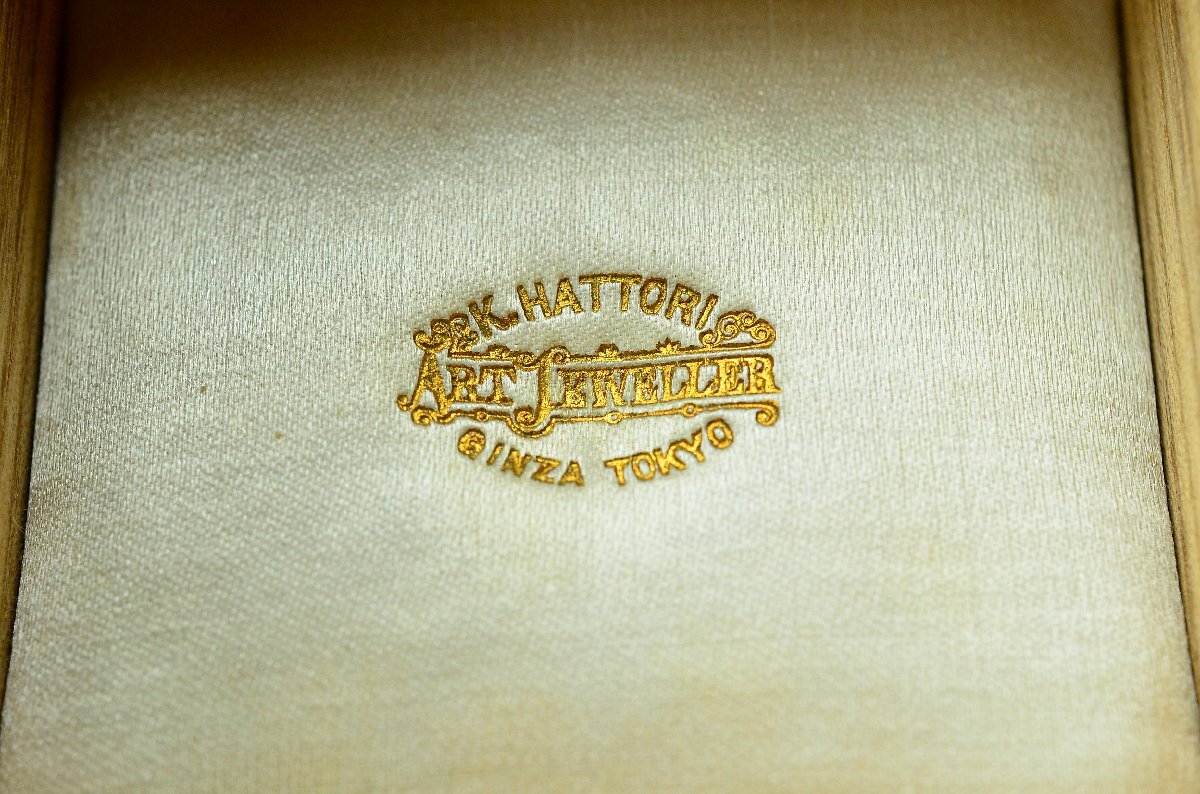 K. HATTORI
ART JEWELLER
GINZA TOKYO